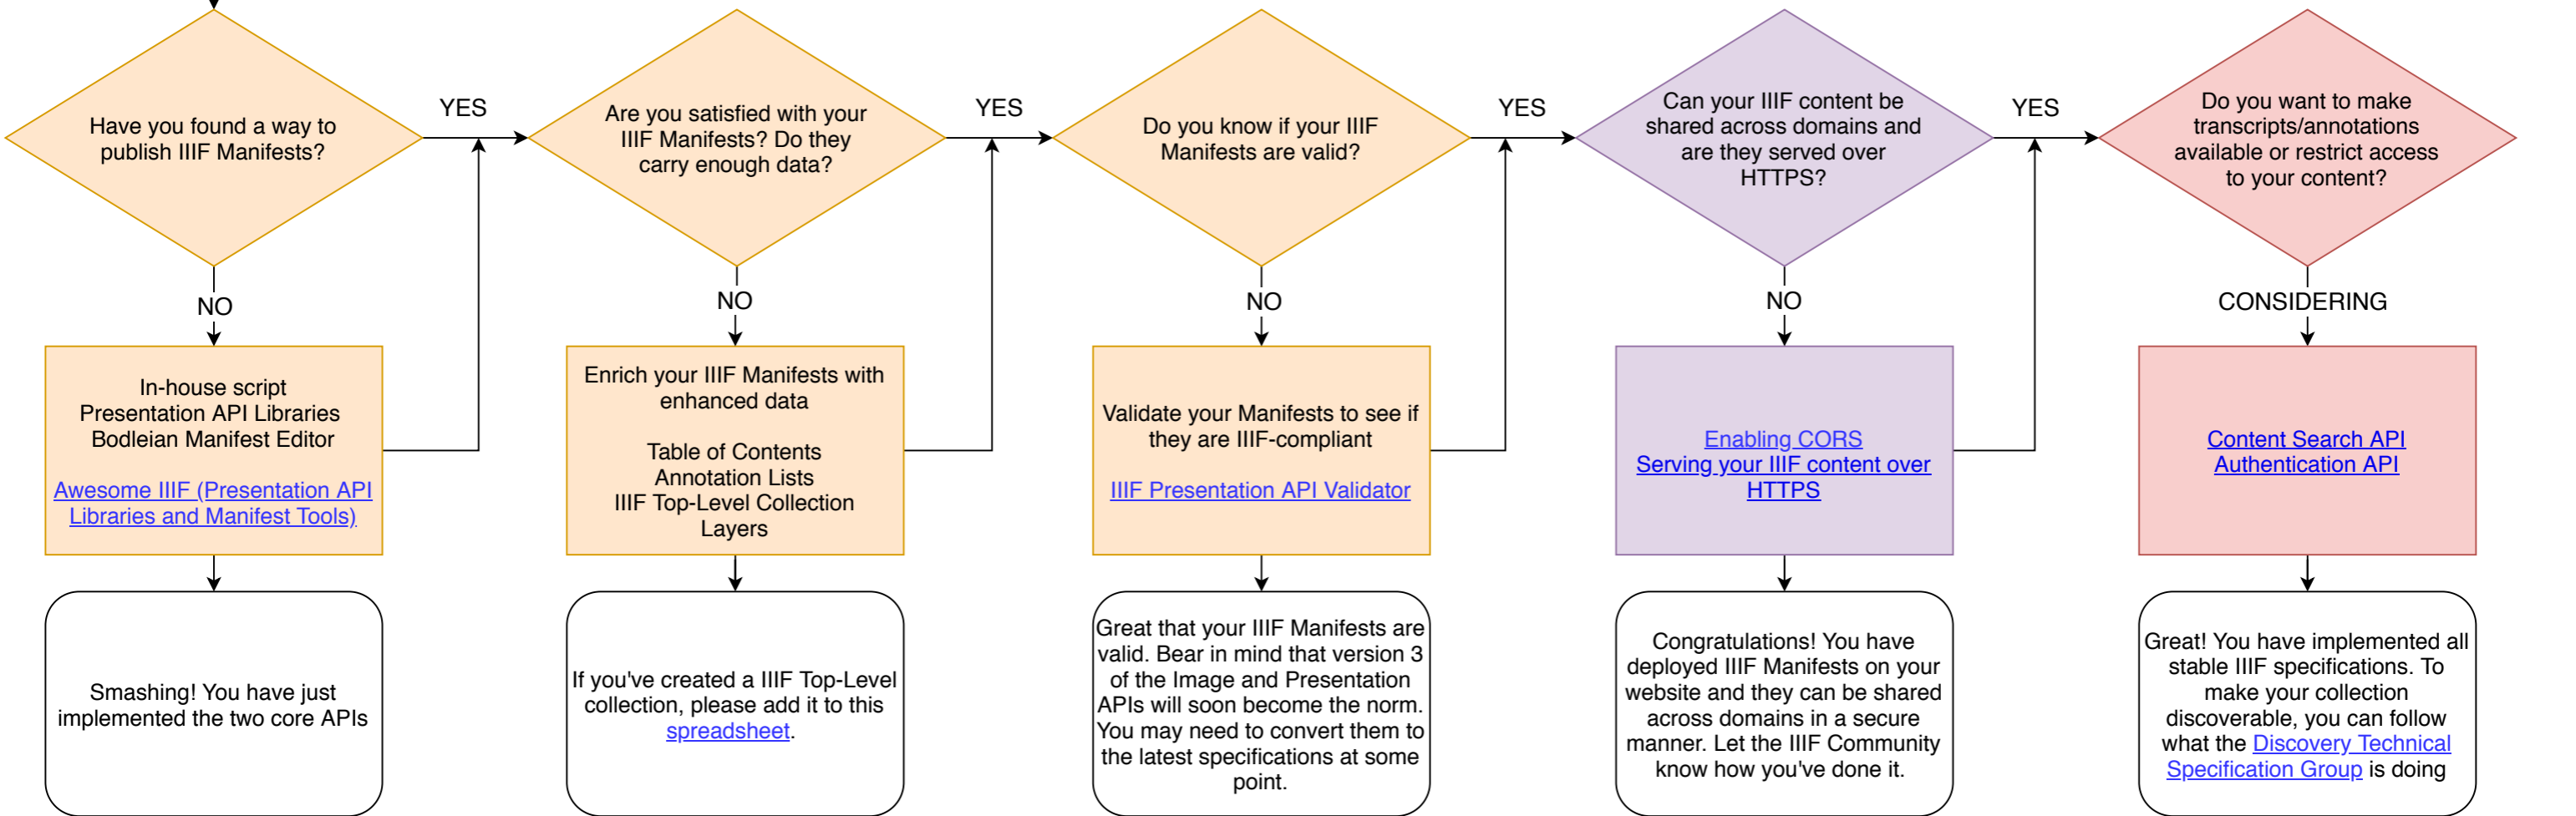 Have you found a way to
publish IIIF Manifests?
YES
NO
In-house script
Presentation API Libraries
Bodleian Manifest Editor
Awesome IIIF (Presentation API
Libraries and Manifest Tools)
Smashing! You have just
implemented the two core APIs
Are you satisfied with your
IIIF Manifests? Do they
carry enough data?
YES
NO
Enrich your IIIF Manifests with
enhanced data
Table of Contents
Annotation Lists
IIIF Top-Level Collection
Layers
If you've created a IIIF Top-Level
collection, please add it to this
spreadsheet.
Do you know if your IIIF
Manifests are valid?
YES
NO
Validate your Manifests to see if
they are IIIF-compliant
IIIF Presentation API Validator
Great that your IIIF Manifests are
valid. Bear in mind that version 3
of the Image and Presentation
APIs will soon become the norm.
You may need to convert them to
the latest specifications at some
point.
Can your IIIF content be
shared across domains and
are they served over
HTTPS?
YES
NO
Enabling CORS
Serving your IIIF content over
HTTPS
Congratulations! You have
deployed IIIF Manifests on your
website and they can be shared
across domains in a secure
manner. Let the IIIF Community
know how you've done it.
Do you want to make
transcripts/annotations
available or restrict access
to your content?
CONSIDERING
Content Search API
Authentication API
Great! You have implemented all
stable IIIF specifications. To
make your collection
discoverable, you can follow
what the Discovery Technical
Specification Group is doing